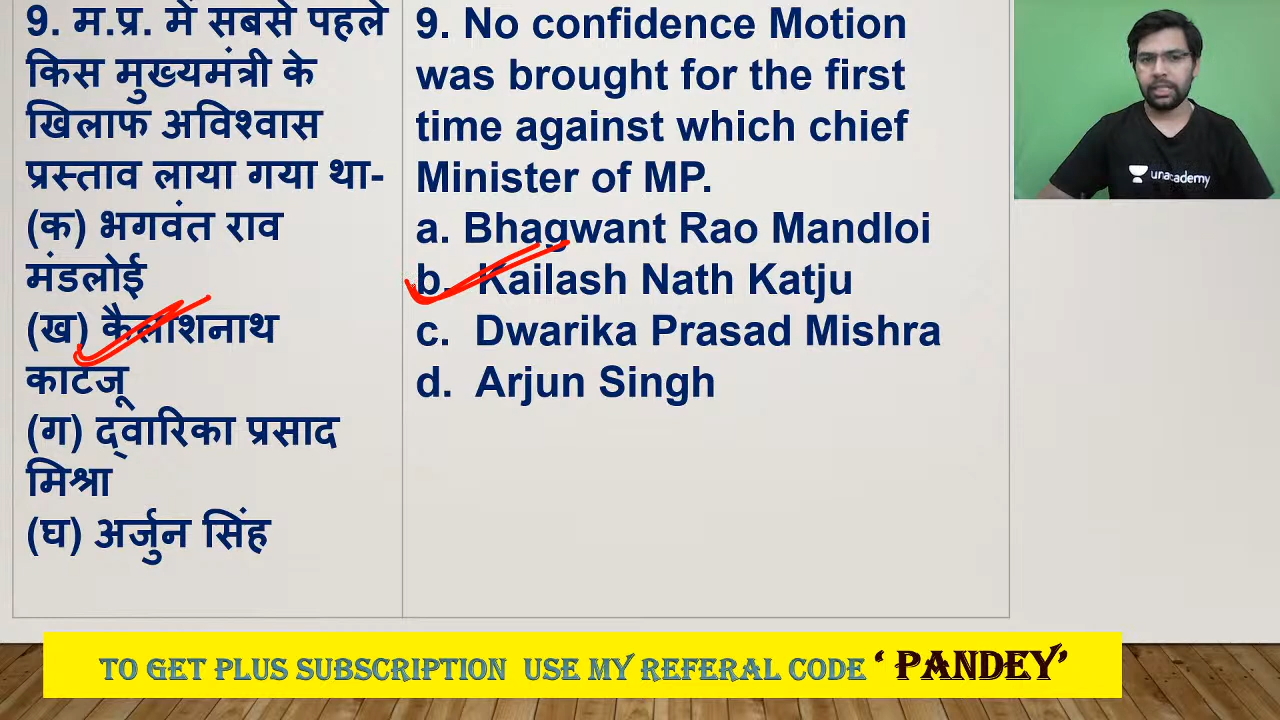 9. म.प्र. में सबसे पहले
किस मुख्यमंत्री के
खिलाफ अविश्वास
प्रस्ताव लाया गया था-
(क) भगवंत राव
मंडलोई
(ख) कैलाशनाथ
काटजू
(ग) द्वारिका प्रसाद
मिश्रा
(घ) अर्जुन सिंह
9. No confidence Motion
was brought for the first
time against which chief
Minister of MP.
a. Bhagwant Rao Mandloi
b. Kailash Nath Katju
c. Dwarika Prasad Mishra
d. Arjun Singh
unacademy
TO GET PLUS SUBSCRIPTION USE MY REFERAL CODE ‘ PANDEY’